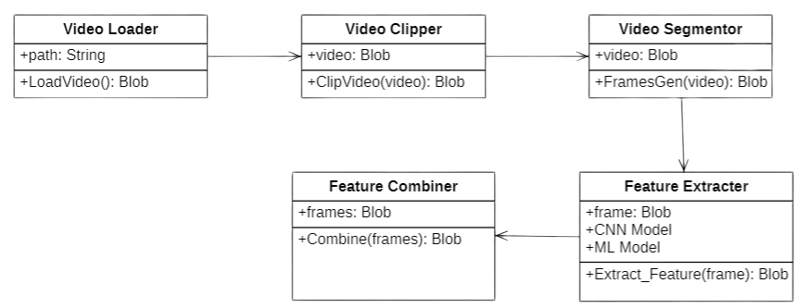 Video Loader
+path: String
+LoadVideo(): Blob
Video Clipper
+video: Blob
+ClipVideo(video): Blob
Video Segmentor
+video: Blob
+FramesGen(video): Blob
Feature Extracter
+frame: Blob
+CNN Model
+ML Model
+Extract_Feature(frame): Blob
Feature Combiner
+frames: Blob
+Combine(frames): Blob